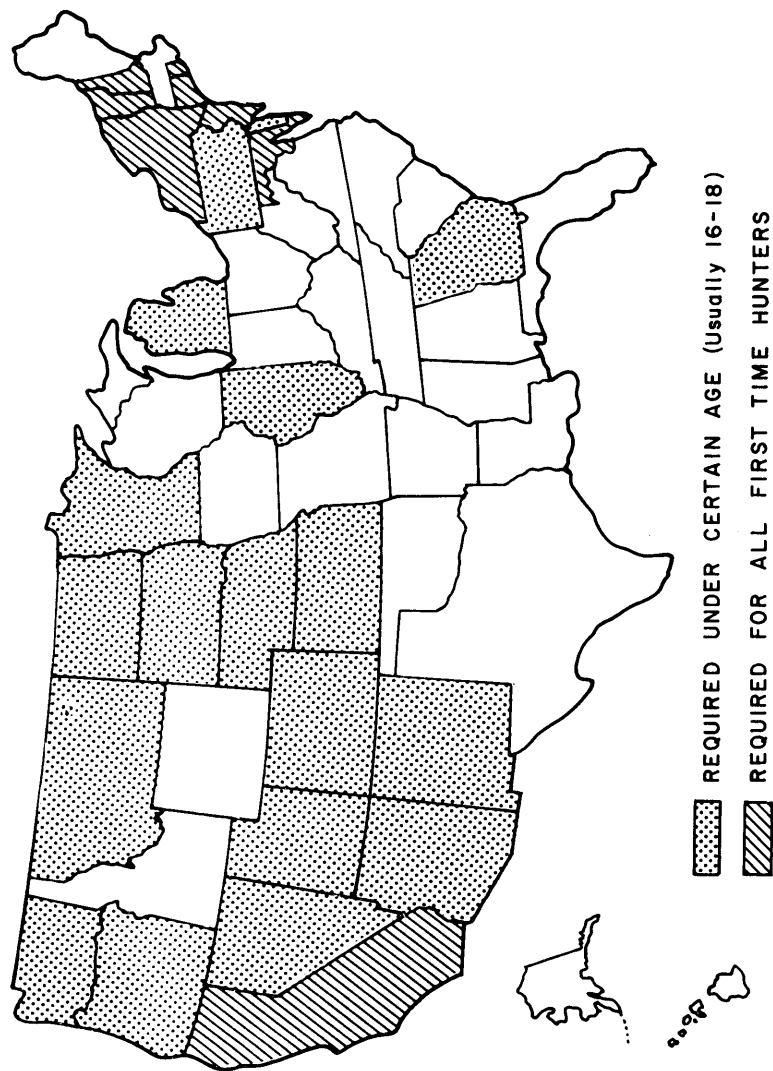 REQUIRED UNDER CERTAIN AGE (Usually 16-18)
REQUIRED FOR ALL FIRST TIME HUNTERS